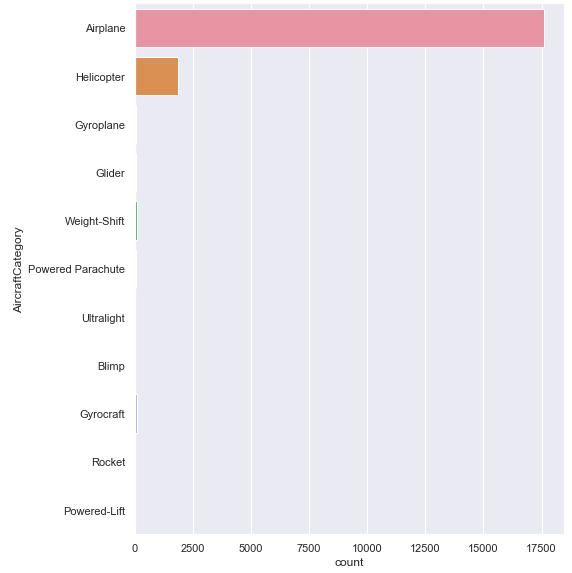 Airplane
Helicopter
Gyroplane
Glider
Weight-Shift
Powered Parachute
Ultralight
Blimp
Gyrocraft
Rocket
Powered-Lift
AircraftCategory
0 2500 5000 7500 10000 12500 15000 17500
count